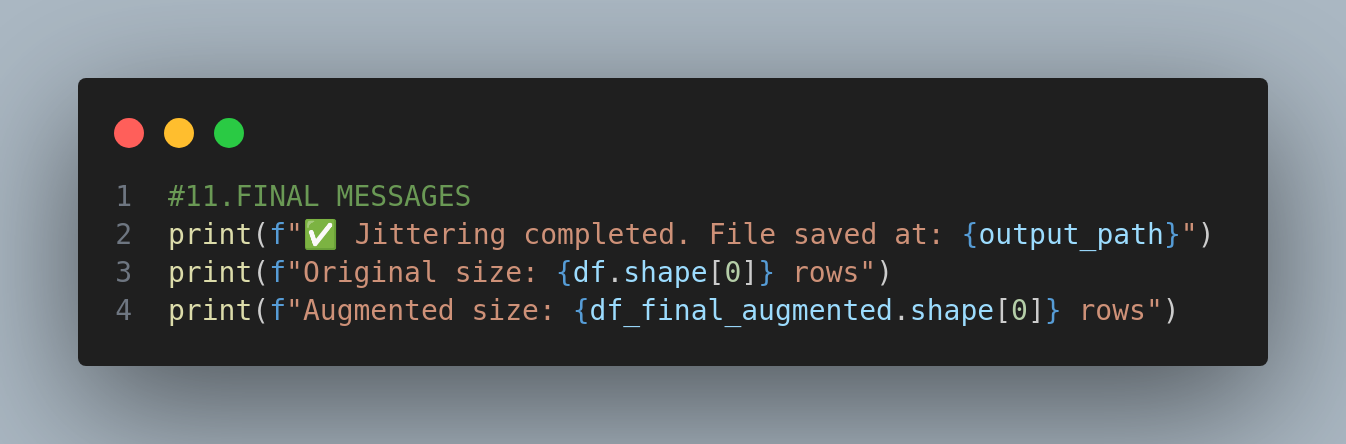 1 #11.FINAL MESSAGES
2 print(f"✅ Jittering completed. File saved at: {output_path}")
3 print(f"Original size: {df.shape[0]} rows")
4 print(f"Augmented size: {df_final_augmented.shape[0]} rows")